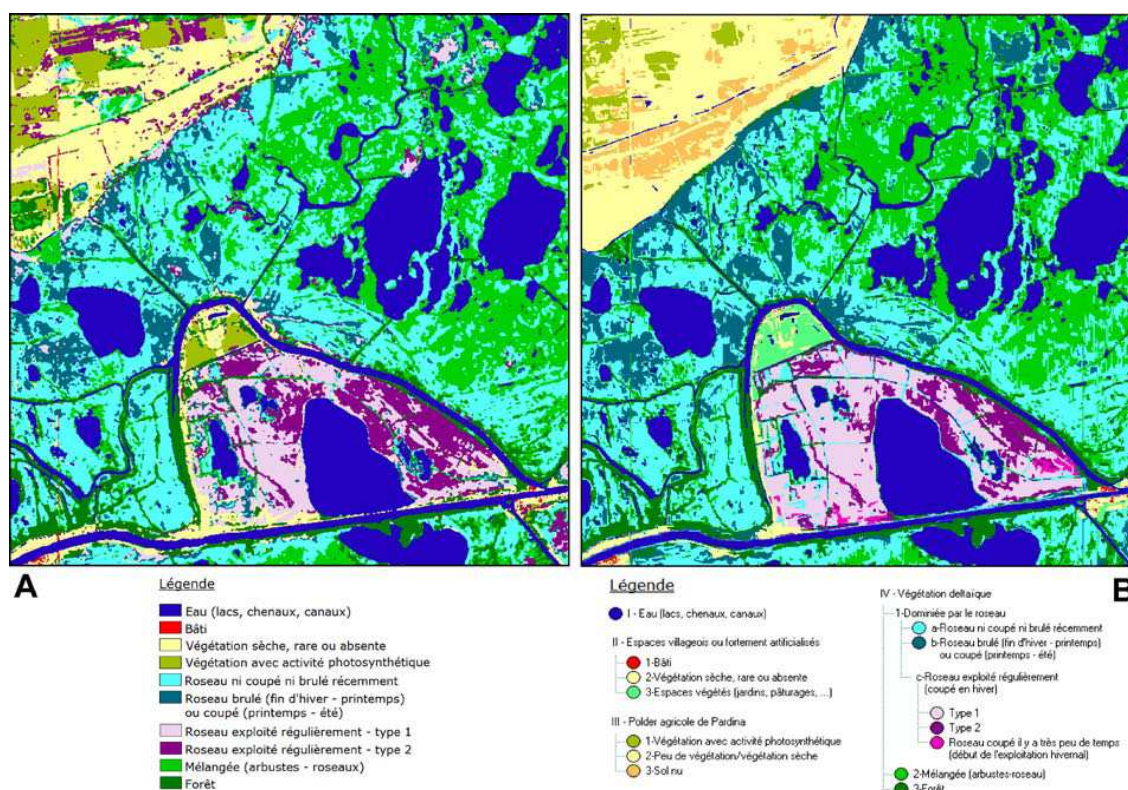 A
Légende
Eau (lacs, chenaux, canaux)
Bâti
Végétation sèche, rare ou absente
Végétation avec activité photosynthétique
Roseau ni coupé ni brulé récemment
Roseau brulé (fin d'hiver - printemps)
ou coupé (printemps - été)
Roseau exploité régulièrement - type 1
Roseau exploité régulièrement - type 2
Mélangée (arbustes - roseaux)
Forêt
B
Légende
I - Eau (lacs, chenaux, canaux)
II - Espaces villageois ou fortement artificialisés
1-Bâti
2-Végétation sèche, rare ou absente
3-Espaces végétés (jardins, pâturages, ...)
III - Polder agricole de Pardina
1-Végétation avec activité photosynthétique
2-Peu de végétation/végétation sèche
3-Sol nu
IV - Végétation deltaïque
1-Dominiée par le roseau
a-Roseau ni coupé ni brulé récemment
b-Roseau brulé (fin d'hiver - printemps)
ou coupé (printemps - été)
c-Roseau exploité régulièrement
(coupé en hiver)
Type 1
Type 2
Roseau coupé il y a très peu de temps
(début de l'exploitation hivernal)
2-Mélangée (arbustes-roseau)
3-Forêt